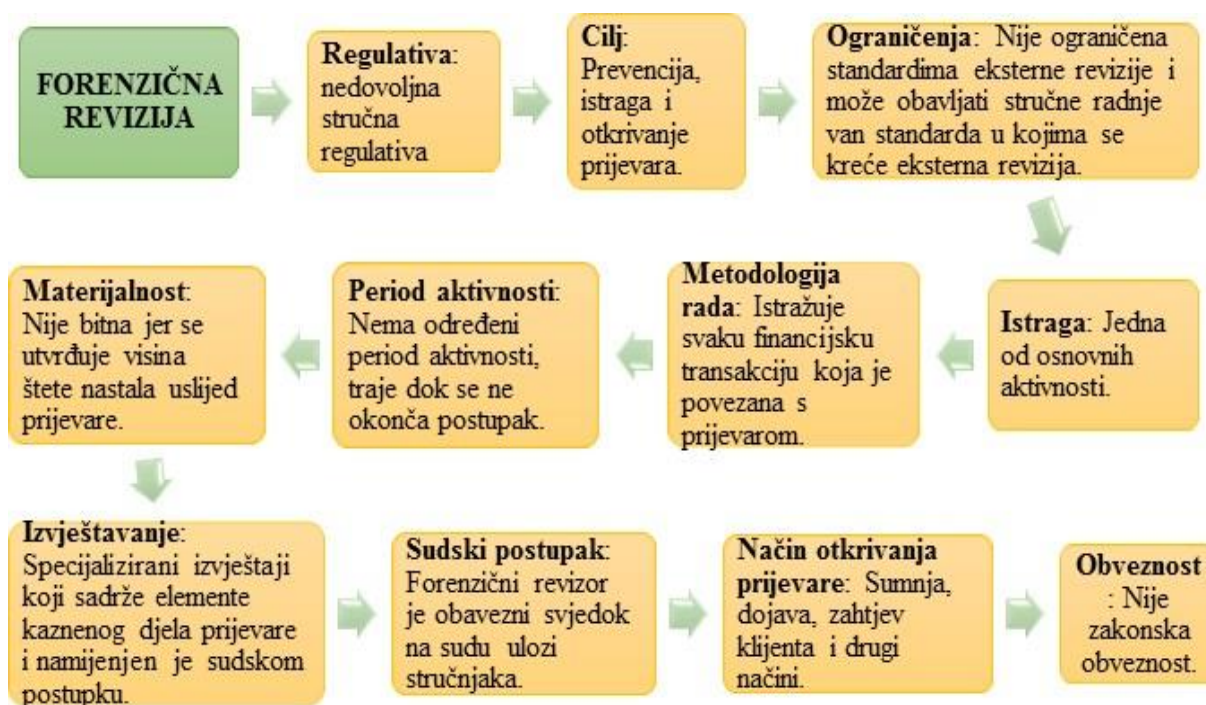 FORENZIČNA
REVIZIJA
Regulativa:
nedovoljna
stručna
regulativa
Cilj:
Prevencija,
istraga i
otkrivanje
prijevara.
Ograničenja: Nije ograničena
standardima eksterne revizije i
može obavljati stručne radnje
van standarda u kojima se
kreće eksterna revizija.
Istraga: Jedna
od osnovnih
aktivnosti.
Metodologija
rada: Istražuje
svaku financijsku
transakciju koja je
povezana s
prijevarom.
Period aktivnosti:
Nema određeni
period aktivnosti,
traje dok se ne
okonča postupak.
Materijalnost:
Nije bitna jer se
utvrđuje visina
štete nastala uslijed
prijevare.
Izvještavanje:
Specijalizirani izvještaji
koji sadrže elemente
kaznenog djela prijevare
i namijenjen je sudskom
postupku.
Sudski postupak:
Forenzični revizor
je obavezni svjedok
na sudu ulozi
stručnjaka.
Način otkrivanja
prijevare: Sumnja,
dojava, zahtjev
klijenta i drugi
načini.
Obveznost
: Nije
zakonska
obveznost.